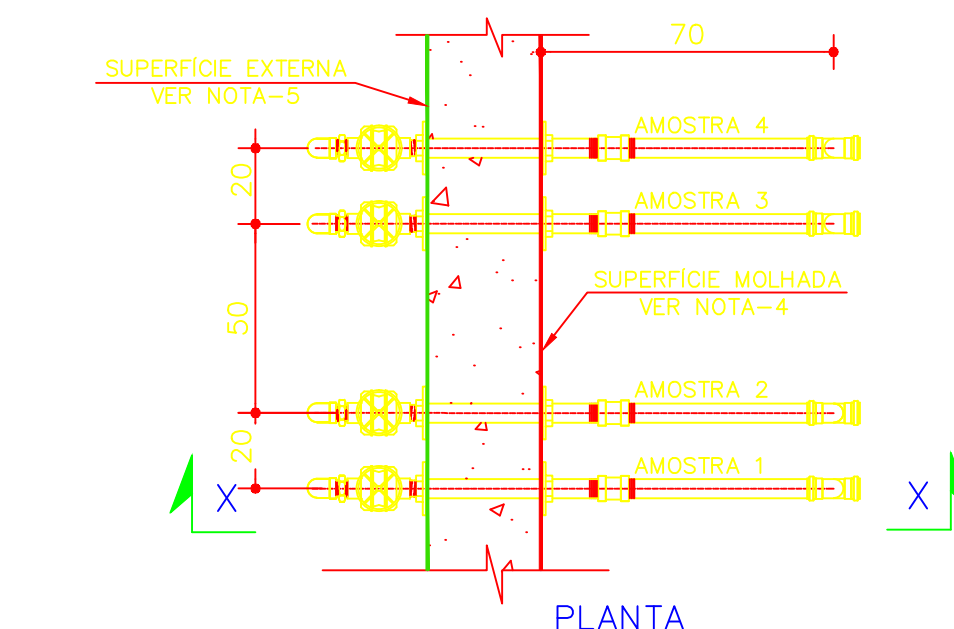 70
SUPERFÍCIE EXTERNA
VER NOTA-5
AMOSTRA 4
20
AMOSTRA 3
SUPERFÍCIE MOLHADA
VER NOTA-4
50
AMOSTRA 2
20
AMOSTRA 1
X
X
PLANTA